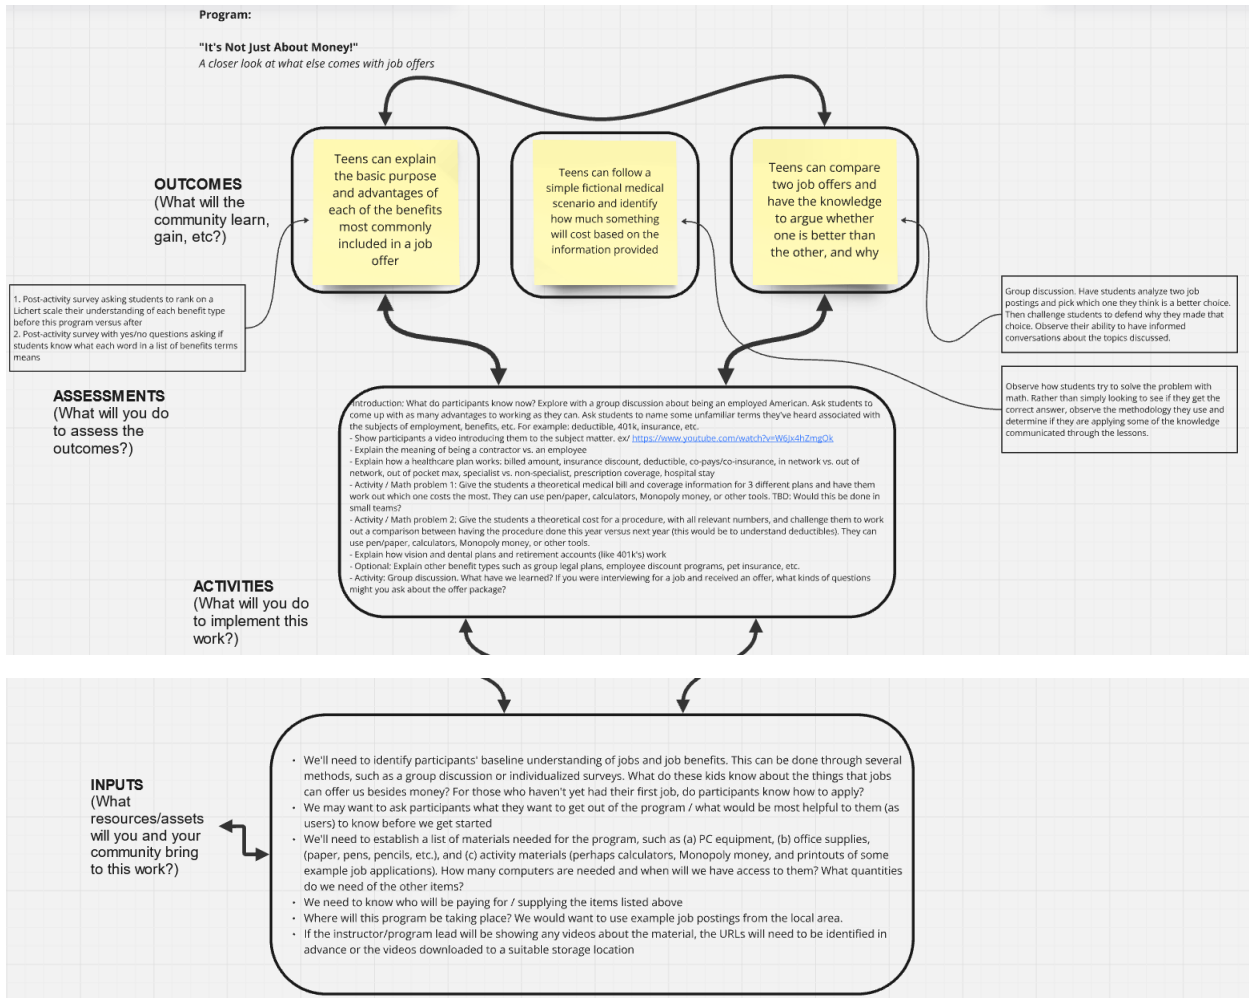 Program:
"It's Not Just About Money!"
A closer look at what else comes with job offers
OUTCOMES
(What will the
community learn,
gain, etc?)
Teens can explain
the basic purpose
and advantages of
each of the benefits
most commonly
included in a job
offer
Teens can follow a
simple fictional medical
scenario and identify
how much something
will cost based on the
information provided
Teens can compare
two job offers and
have the knowledge
to argue whether
one is better than
the other, and why
1. Post-activity survey asking students to rank on a
Lichert scale their understanding of each benefit type
before this program versus after
2. Post-activity survey with yes/no questions asking if
students know what each word in a list of benefits terms
means
Group discussion. Have students analyze two job
postings and pick which one they think is a better choice.
Then challenge students to defend why they made that
choice. Observe their ability to have informed
conversations about the topics discussed.
Observe how students try to solve the problem with
math. Rather than simply looking to see if they get the
correct answer, observe the methodology they use and
determine if they are applying some of the knowledge
communicated through the lessons.
ASSESSMENTS
(What will you do
to assess the
outcomes?)
Introduction: What do participants know now? Explore with a group discussion about being an employed American. Ask students to
come up with as many advantages to working as they can. Ask students to name some unfamiliar terms they've heard associated with
the subjects of employment, benefits, etc. For example: deductible, 401k, insurance, etc.
- Show participants a video introducing them to the subject matter. ex/ https://www.youtube.com/watch?v=W6Jx4hZmgOk
- Explain the meaning of being a contractor vs. an employee
- Explain how a healthcare plan works: billed amount, insurance discount, deductible, co-pays/co-insurance, in network vs. out of
network, out of pocket max, specialist vs. non-specialist, prescription coverage, hospital stay
- Activity / Math problem 1: Give the students a theoretical medical bill and coverage information for 3 different plans and have them
work out which one costs the most. They can use pen/paper, calculators, Monopoly money, or other tools. TBD: Would this be done in
small teams?
- Activity / Math problem 2: Give the students a theoretical cost for a procedure, with all relevant numbers, and challenge them to work
out a comparison between having the procedure done this year versus next year (this would be to understand deductibles). They can
use pen/paper, calculators, Monopoly money, or other tools.
- Explain how vision and dental plans and retirement accounts (like 401k's) work
- Optional: Explain other benefit types such as group legal plans, employee discount programs, pet insurance, etc.
- Activity: Group discussion. What have we learned? If you were interviewing for a job and received an offer, what kinds of questions
might you ask about the offer package?
ACTIVITIES
(What will you do
to implement this
work?)
INPUTS
(What
resources/assets
will you and your
community bring
to this work?)
• We'll need to identify participants' baseline understanding of jobs and job benefits. This can be done through several
methods, such as a group discussion or individualized surveys. What do these kids know about the things that jobs
can offer us besides money? For those who haven't yet had their first job, do participants know how to apply?
• We may want to ask participants what they want to get out of the program / what would be most helpful to them (as
users) to know before we get started
• We'll need to establish a list of materials needed for the program, such as (a) PC equipment, (b) office supplies,
(paper, pens, pencils, etc.), and (c) activity materials (perhaps calculators, Monopoly money, and printouts of some
example job applications). How many computers are needed and when will we have access to them? What quantities
do we need of the other items?
• We need to know who will be paying for / supplying the items listed above
• Where will this program be taking place? We would want to use example job postings from the local area.
• If the instructor/program lead will be showing any videos about the material, the URLs will need to be identified in
advance or the videos downloaded to a suitable storage location